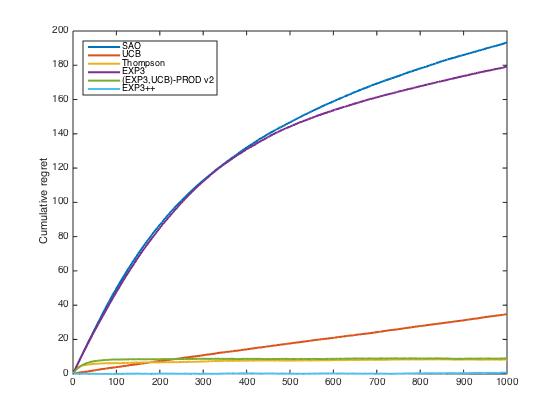 200
180
160
140
120
100
80
60
40
20
0
Cumulative regret
SAO
UCB
Thompson
EXP3
(EXP3,UCB)-PROD v2
EXP3++
0 100 200 300 400 500 600 700 800 900 1000